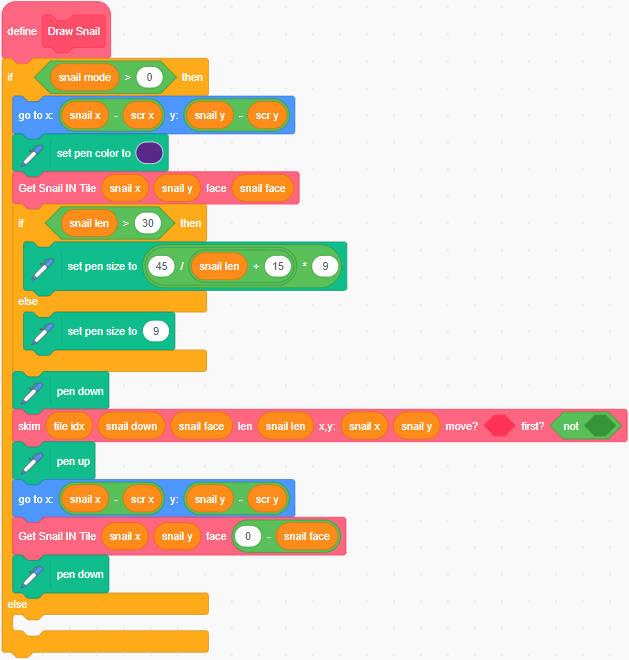 define Draw Snail
if snail mode > 0 then
go to x: snail x - scr x y: snail y - scr y
set pen color to
Get Snail IN Tile snail x snail y face snail face
if snail len > 30 then
set pen size to 45 / snail len + 15 * 9
else
set pen size to 9
pen down
skim tile idx snail down snail face len snail len x,y: snail x snail y move? first? not
pen up
go to x: snail x - scr x y: snail y - scr y
Get Snail IN Tile snail x snail y face 0 - snail face
pen down
else